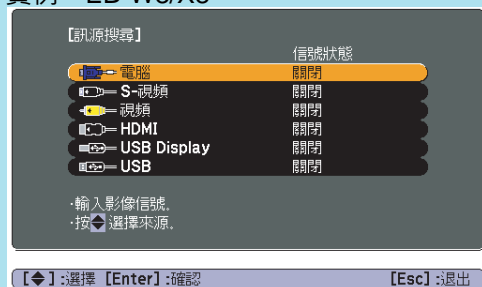 [訊源搜尋]
信號狀態
電腦 關閉
S-視頻 關閉
視頻 關閉
HDMI 關閉
USB Display 關閉
USB 關閉
·輸入影像信號.
·按 選擇來源.
[ ] :選擇 [Enter] :確認 [Esc] :退出